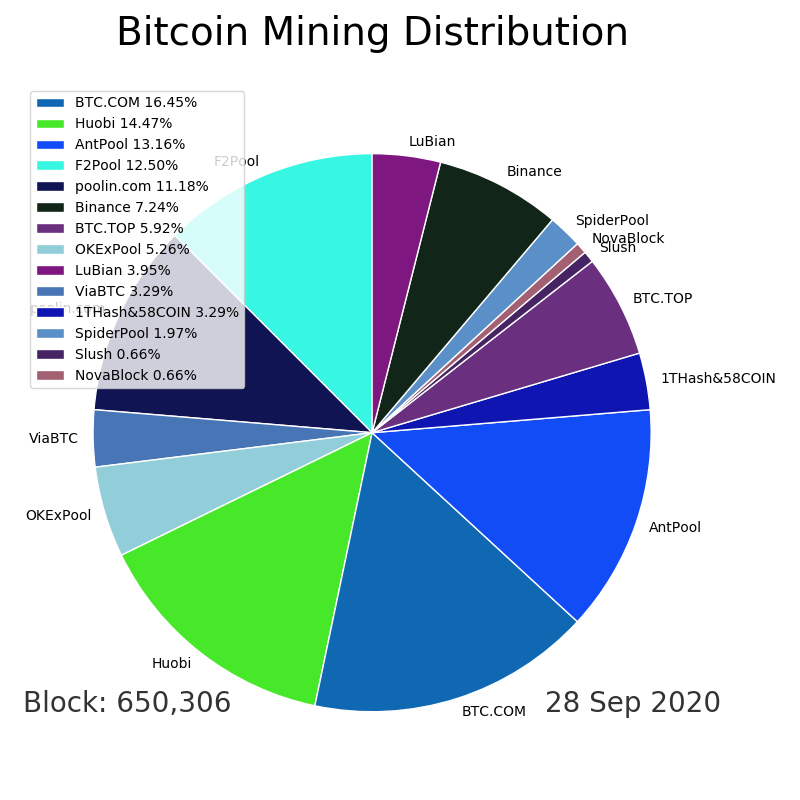 Bitcoin Mining Distribution
BTC.COM 16.45%
Huobi 14.47%
AntPool 13.16%
F2Pool 12.50%
poolin.com 11.18%
Binance 7.24%
BTC.TOP 5.92%
OKExPool 5.26%
LuBian 3.95%
ViaBTC 3.29%
1THash&58COIN 3.29%
SpiderPool 1.97%
Slush 0.66%
NovaBlock 0.66%
LuBian
F2Pool
Binance
SpiderPool
NovaBlock
Slush
BTC.TOP
poolin.com
1THash&58COIN
ViaBTC
OKExPool
AntPool
Huobi
BTC.COM
Block: 650,306
28 Sep 2020